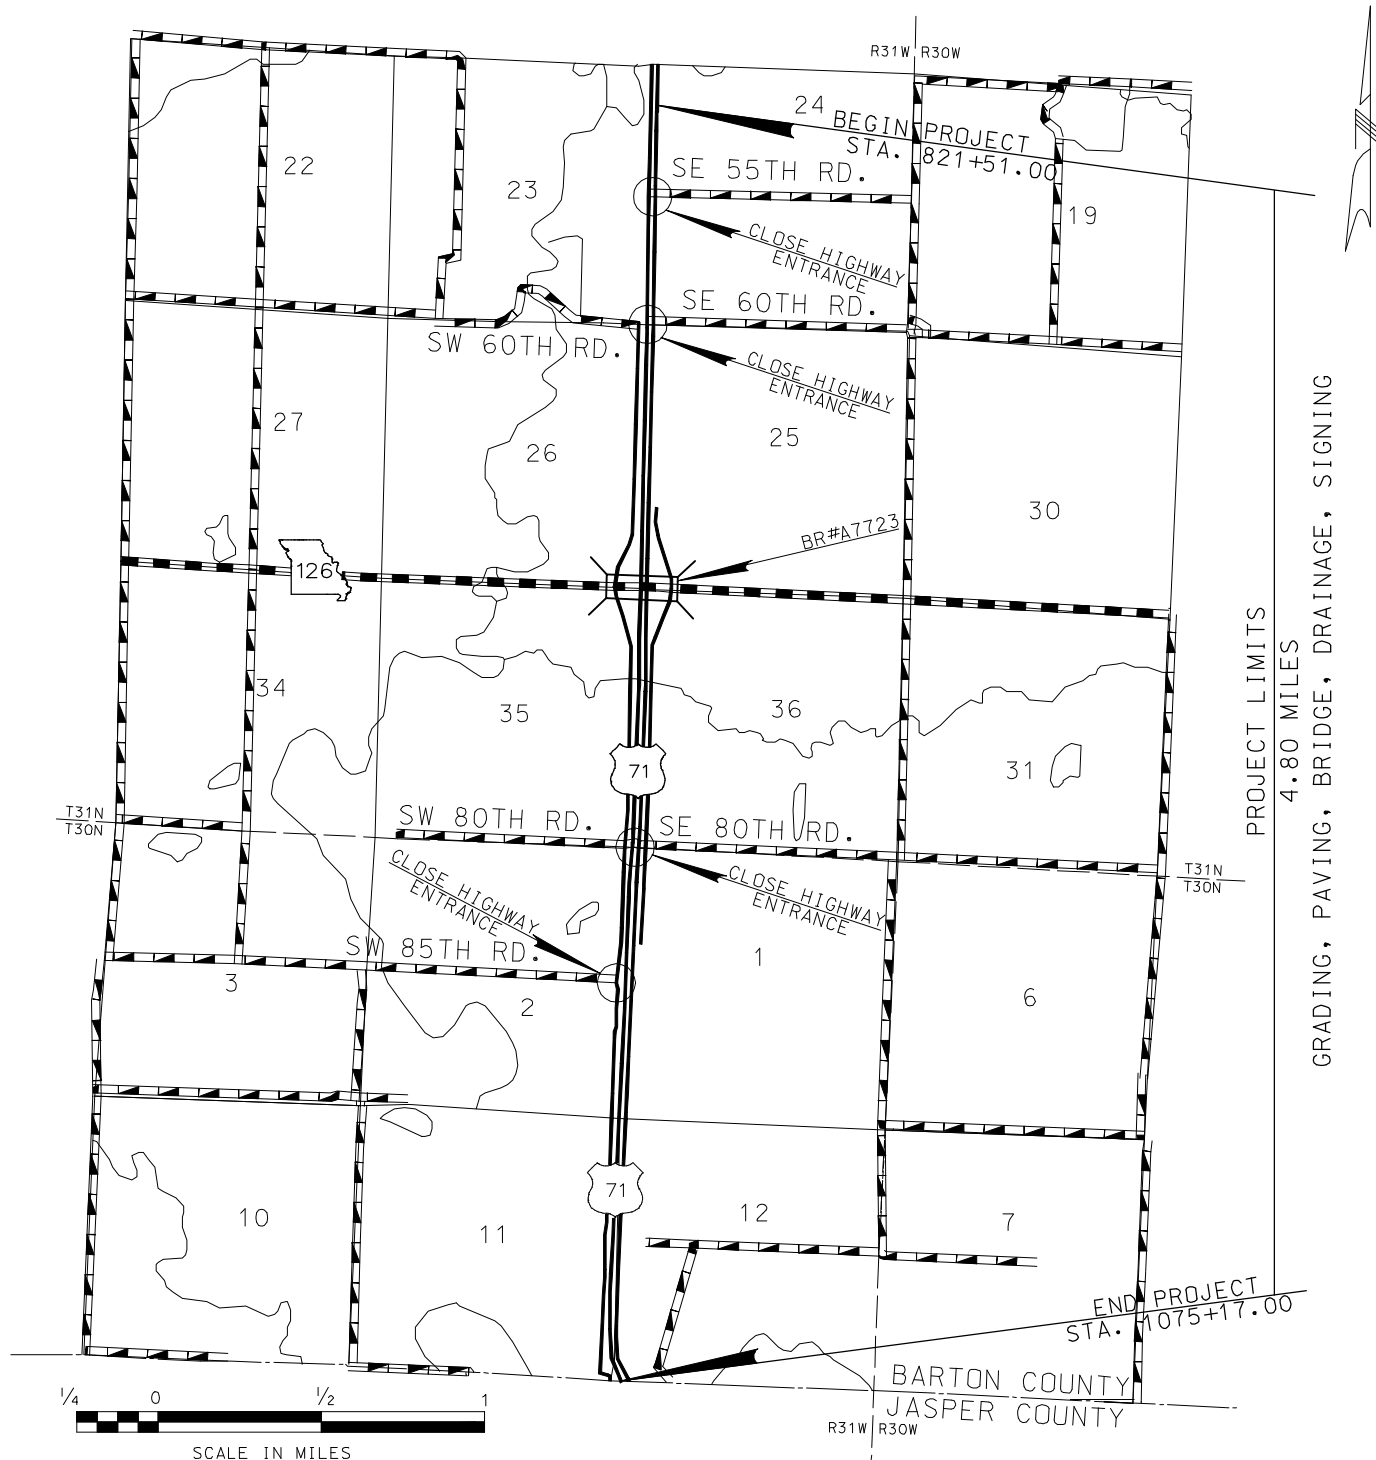 R31W R30W
24
BEGIN PROJECT
STA. 821+51.00
22
SE 55TH RD.
23
19
CLOSE HIGHWAY
ENTRANCE
SE 60TH RD.
SW 60TH RD.
CLOSE HIGHWAY
ENTRANCE
27
26
25
30
BR#A7723
126
34
35
36
31
71
PROJECT LIMITS
4.80 MILES
GRADING, PAVING, BRIDGE, DRAINAGE, SIGNING
T31N
T30N
SW 80TH RD.
SE 80TH RD.
T31N
T30N
CLOSE HIGHWAY
ENTRANCE
CLOSE HIGHWAY
ENTRANCE
SW 85TH RD.
3
2
1
6
71
10
11
12
7
END PROJECT
STA. 1075+17.00
BARTON COUNTY
JASPER COUNTY
R31W R30W
1/4 0 1/2 1
SCALE IN MILES